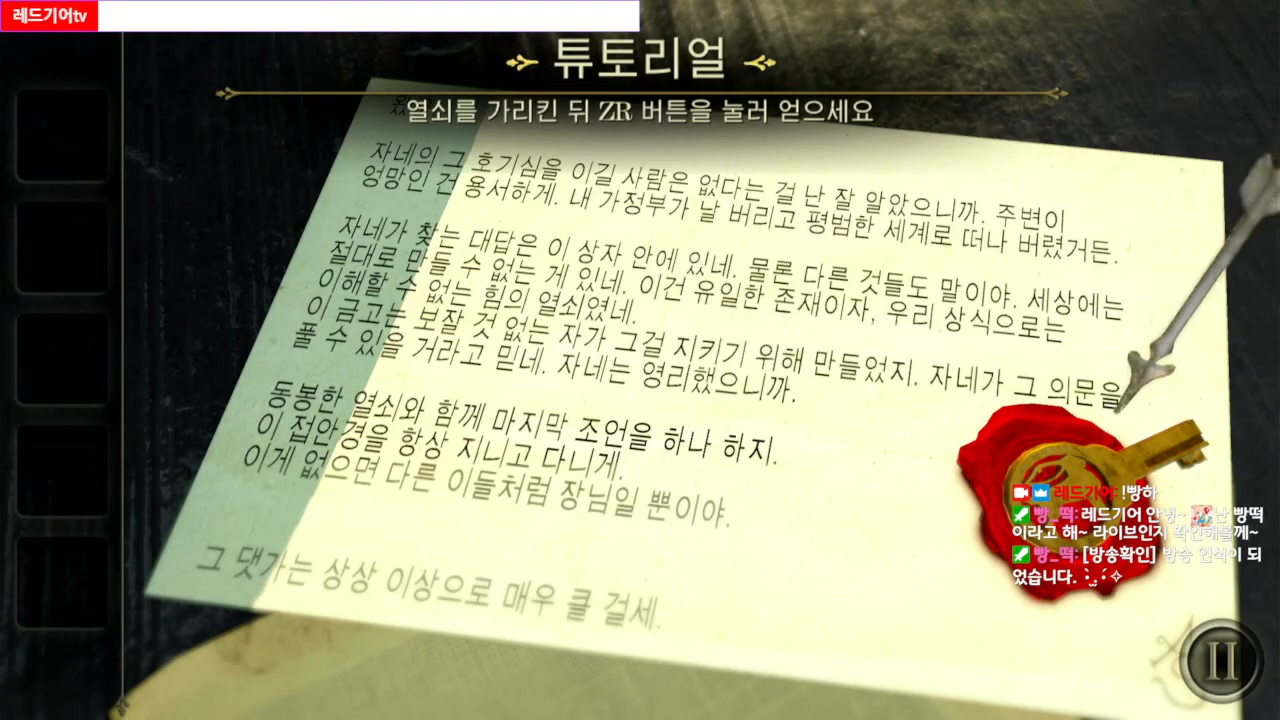 레드기어tv
튜토리얼
열쇠를 가리킨 뒤 ZR 버튼을 눌러 얻으세요
자네의 그 호기심을 이길 사람은 없다는 걸 난 잘 알았으니까. 주변이
엉망인 건 용서하게. 내 가정부가 날 버리고 평범한 세계로 떠나 버렸거든.
자네가 찾는 대답은 이 상자 안에 있네. 물론 다른 것들도 말이야. 세상에는
절대로 만들 수 없는 게 있네. 이건 유일한 존재이자, 우리 상식으로는
이해할 수 없는 힘의 열쇠였네.
이 금고는 보잘 것 없는 자가 그걸 지키기 위해 만들었지. 자네가 그 의문을
풀 수 있을 거라고 믿네. 자네는 영리했으니까.
동봉한 열쇠와 함께 마지막 조언을 하나 하지.
이 접안경을 항상 지니고 다니게.
이게 없으면 다른 이들처럼 장님일 뿐이야.
그 댓가는 상상 이상으로 매우 클 걸세.
레드기어: !빵하
빵_떡: 레드기어 안녕~ 난 빵떡
이라고 해~ 라이브인지 확인해볼께~
빵_떡: [방송확인] 방송 인식이 되
었습니다.